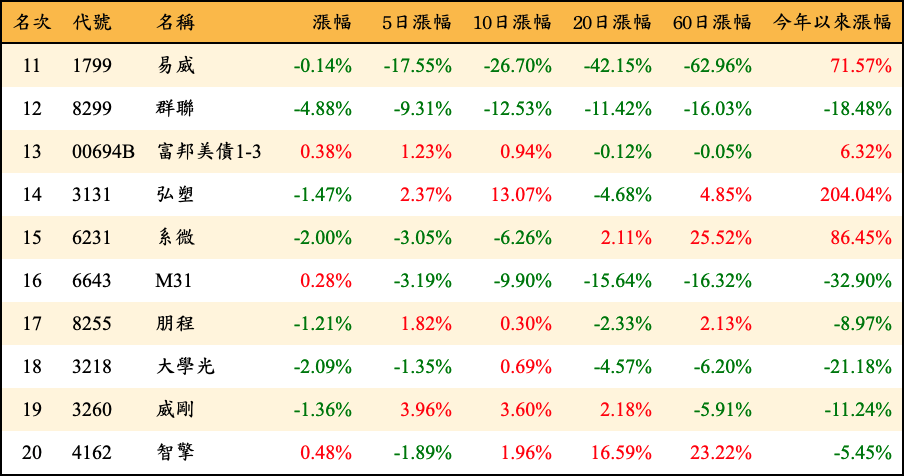 名次 代號 名稱 漲幅 5日漲幅 10日漲幅 20日漲幅 60日漲幅 今年以來漲幅
11 1799 易威 -0.14% -17.55% -26.70% -42.15% -62.96% 71.57%
12 8299 群聯 -4.88% -9.31% -12.53% -11.42% -16.03% -18.48%
13 00694B 富邦美債1-3 0.38% 1.23% 0.94% -0.12% -0.05% 6.32%
14 3131 弘塑 -1.47% 2.37% 13.07% -4.68% 4.85% 204.04%
15 6231 系微 -2.00% -3.05% -6.26% 2.11% 25.52% 86.45%
16 6643 M31 0.28% -3.19% -9.90% -15.64% -16.32% -32.90%
17 8255 朋程 -1.21% 1.82% 0.30% -2.33% 2.13% -8.97%
18 3218 大學光 -2.09% -1.35% 0.69% -4.57% -6.20% -21.18%
19 3260 威剛 -1.36% 3.96% 3.60% 2.18% -5.91% -11.24%
20 4162 智擎 0.48% -1.89% 1.96% 16.59% 23.22% -5.45%